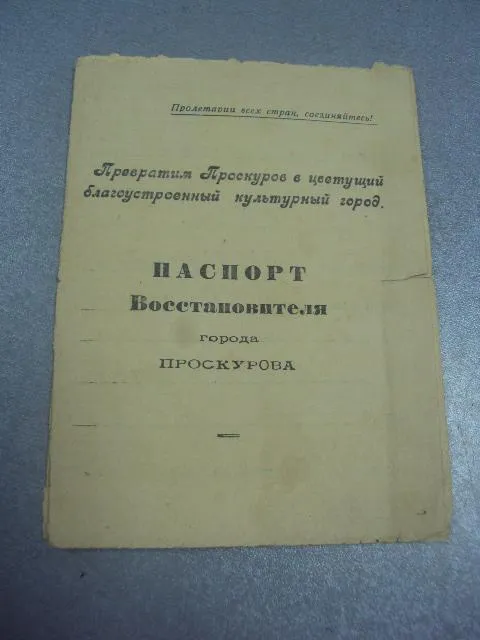 Пролетарии всех стран, соединяйтесь!
Превратим Проскуров в цветущий
благоустроенный культурный город.
ПАСПОРТ
Восстановителя
города
ПРОСКУРОВА